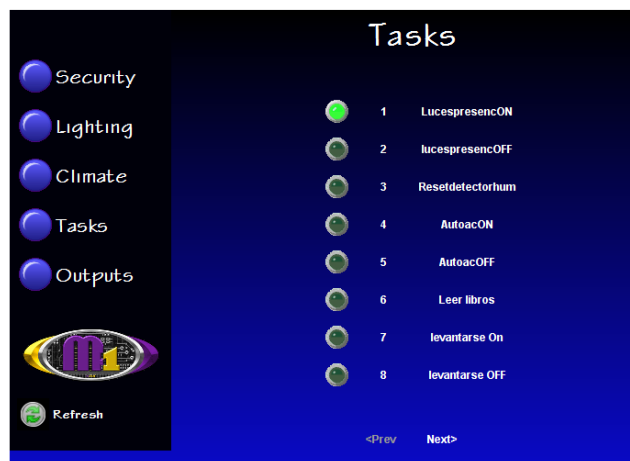 Tasks
Security
Lighting
Climate
Tasks
Outputs
M1
Refresh
1 LucespresencON
2 lucespresencOFF
3 Resetdetectorhum
4 AutoacON
5 AutoacOFF
6 Leer libros
7 levantarse On
8 levantarse OFF
<Prev Next>